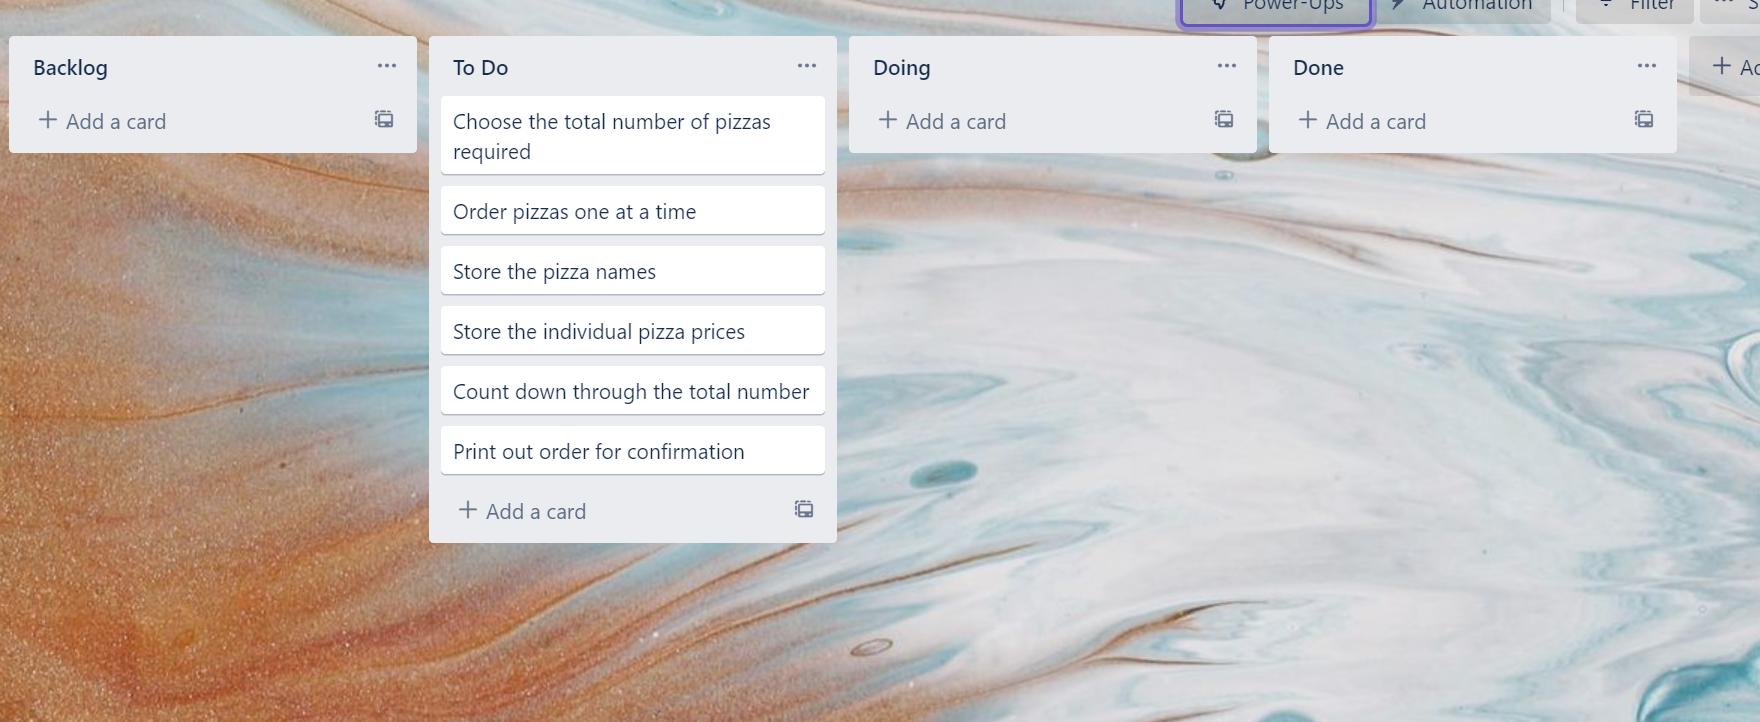 Power-Ups
Automation
Filter
Backlog
Add a card
To Do
Choose the total number of pizzas
required
Order pizzas one at a time
Store the pizza names
Store the individual pizza prices
Count down through the total number
Print out order for confirmation
Add a card
Doing
Add a card
Done
Add a card